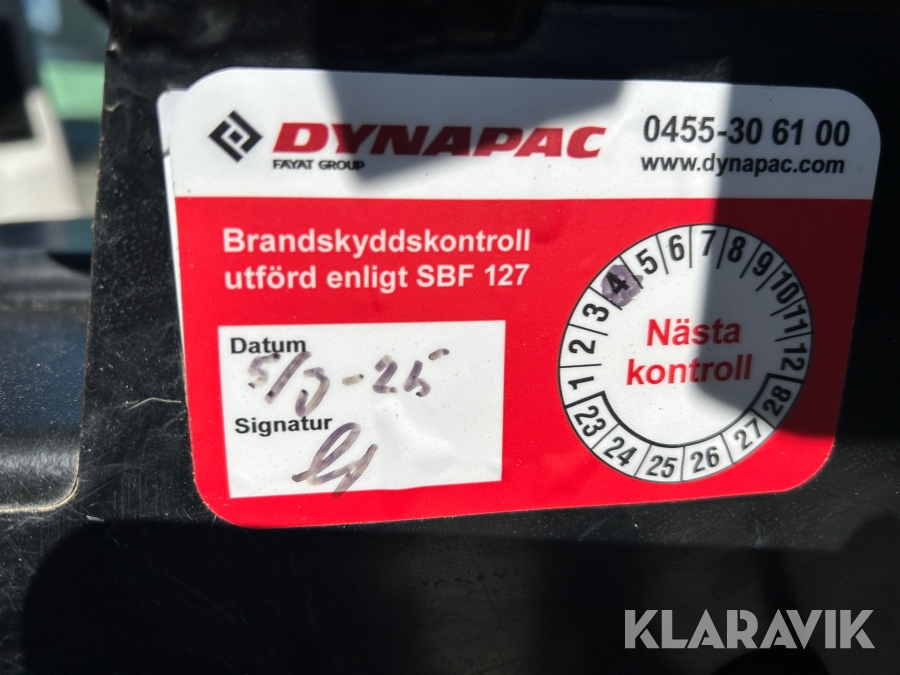 DYNAPAC
FAYAT GROUP
0455-30 61 00
www.dynapac.com
Brandskyddskontroll
utförd enligt SBF 127
Datum
Signatur
1 2 3 4 5 6 7 8 9 10 11 12
Nästa
kontroll
23 24 25 26 27 28
KLARAVIK